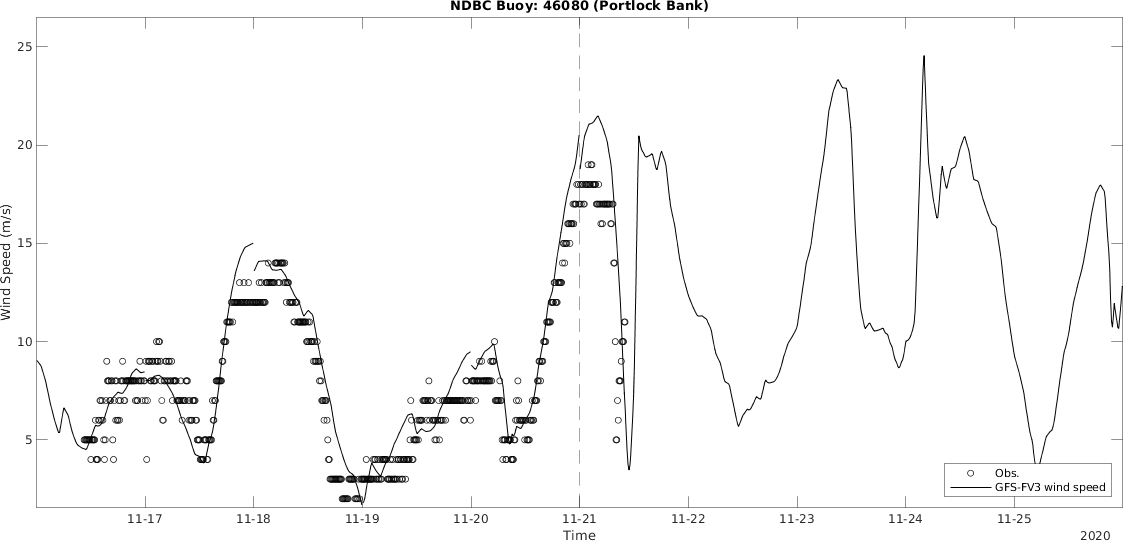 NDBC Buoy: 46080 (Portlock Bank)
25
20
15
10
5
Wind Speed (m/s)
Obs.
GFS-FV3 wind speed
11-17 11-18 11-19 11-20 11-21 11-22 11-23 11-24 11-25
Time
2020